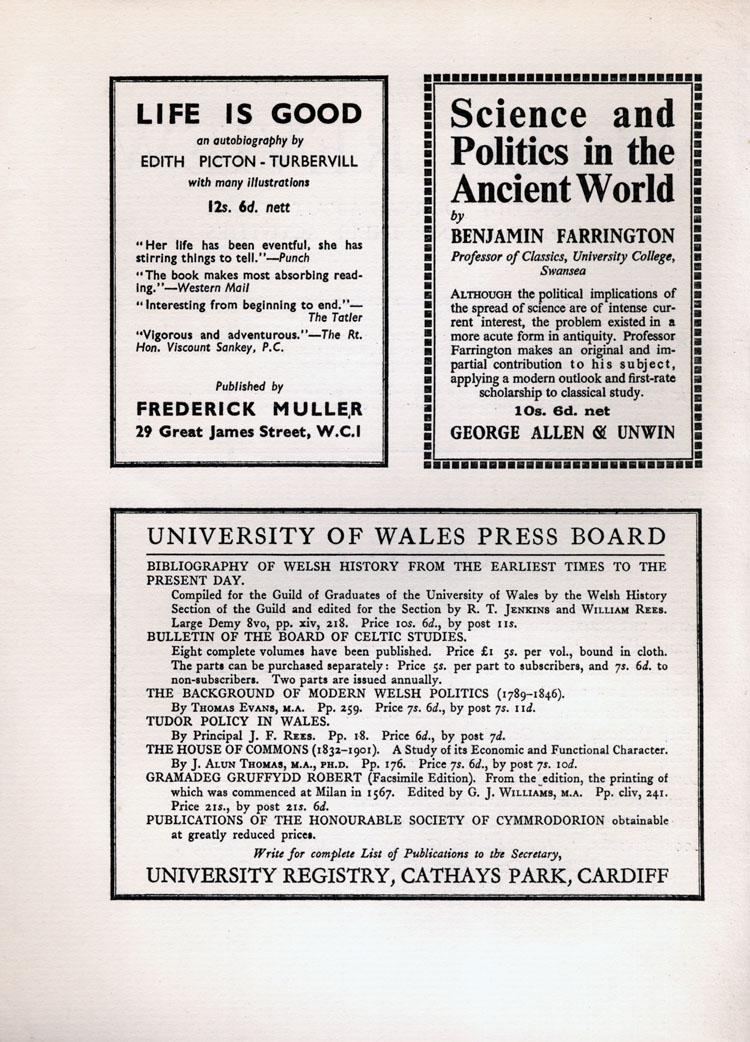 LIFE IS GOOD
an autobiography by
EDITH PICTON - TURBERVILL
with many illustrations
12s. 6d. nett
"Her life has been eventful, she has
stirring things to tell."—Punch
"The book makes most absorbing read-
ing."—Western Mail
"Interesting from beginning to end."—
The Tatler
"Vigorous and adventurous."—The Rt.
Hon. Viscount Sankey, P.C.
Published by
FREDERICK MULLER
29 Great James Street, W.C.1
Science and
Politics in the
Ancient World
by
BENJAMIN FARRINGTON
Professor of Classics, University College,
Swansea
ALTHOUGH the political implications of
the spread of science are of intense cur-
rent interest, the problem existed in a
more acute form in antiquity. Professor
Farrington makes an original and im-
partial contribution to his subject,
applying a modern outlook and first-rate
scholarship to classical study.
10s. 6d. net
GEORGE ALLEN & UNWIN
UNIVERSITY OF WALES PRESS BOARD
BIBLIOGRAPHY OF WELSH HISTORY FROM THE EARLIEST TIMES TO THE
PRESENT DAY.
Compiled for the Guild of Graduates of the University of Wales by the Welsh History
Section of the Guild and edited for the Section by R. T. JENKINS and WILLIAM REES.
Large Demy 8vo, pp. xiv, 218. Price 10s. 6d., by post 11s.
BULLETIN OF THE BOARD OF CELTIC STUDIES.
Eight complete volumes have been published. Price £1 5s. per vol., bound in cloth.
The parts can be purchased separately: Price 5s. per part to subscribers, and 7s. 6d. to
non-subscribers. Two parts are issued annually.
THE BACKGROUND OF MODERN WELSH POLITICS (1789-1846).
By THOMAS EVANS, M.A. Pp. 259. Price 7s. 6d., by post 7s. 11d.
TUDOR POLICY IN WALES.
By Principal J. F. REES. Pp. 18. Price 6d., by post 7d.
THE HOUSE OF COMMONS (1832-1901). A Study of its Economic and Functional Character.
By J. ALUN THOMAS, M.A., PH.D. Pp. 176. Price 7s. 6d., by post 7s. 10d.
GRAMADEG GRUFFYDD ROBERT (Facsimile Edition). From the edition, the printing of
which was commenced at Milan in 1567. Edited by G. J. WILLIAMS, M.A. Pp. cliv, 241.
Price 21s., by post 21s. 6d.
PUBLICATIONS OF THE HONOURABLE SOCIETY OF CYMMRODORION obtainable
at greatly reduced prices.
Write for complete List of Publications to the Secretary,
UNIVERSITY REGISTRY, CATHAYS PARK, CARDIFF